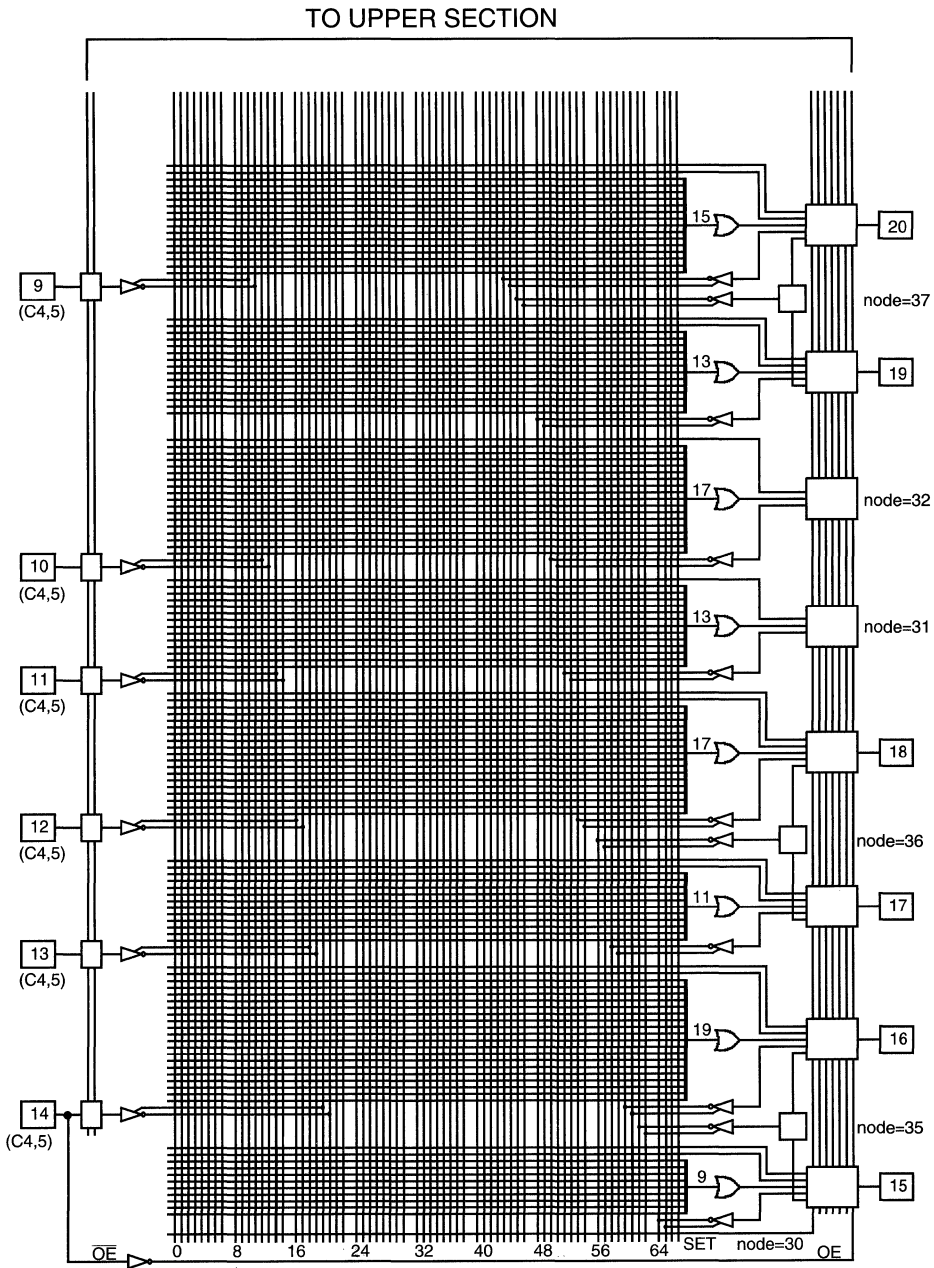 TO UPPER SECTION
15
20
9
(C4,5)
node=37
13
19
17
node=32
10
(C4,5)
13
node=31
11
(C4,5)
17
18
12
(C4,5)
node=36
11
17
13
(C4,5)
19
16
14
(C4,5)
node=35
9
15
OE 0 8 16 24 32 40 48 56 64 SET node=30 OE